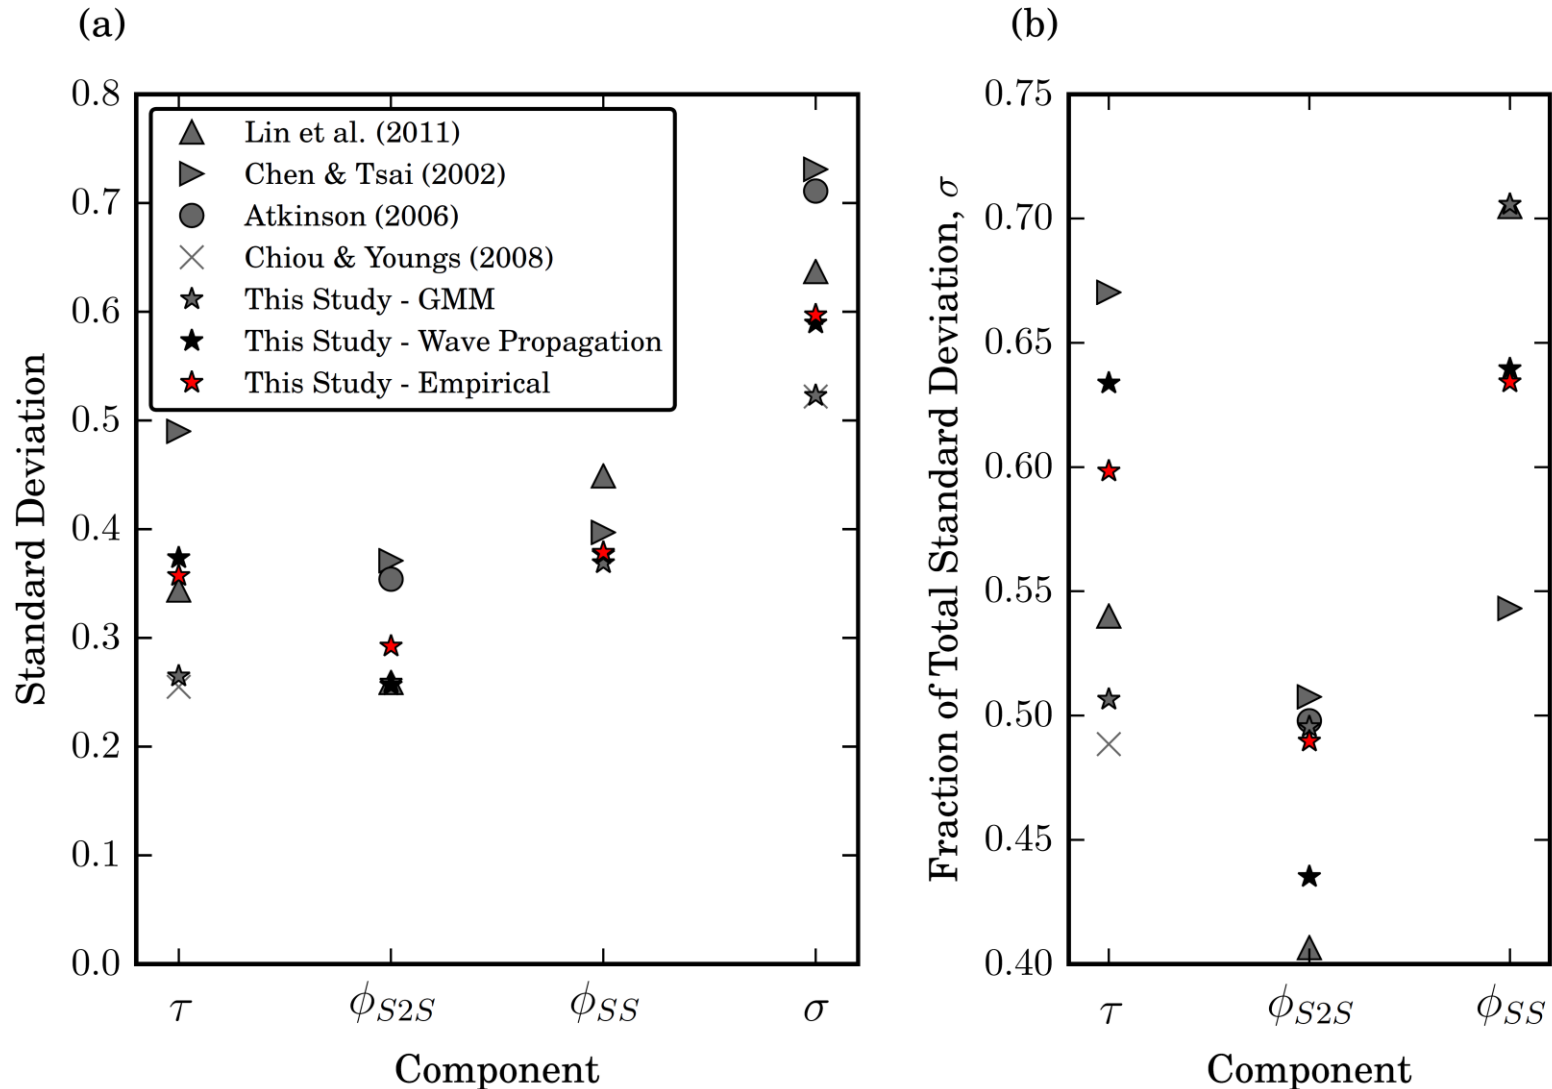 (a)
Standard Deviation
0.8
0.7
0.6
0.5
0.4
0.3
0.2
0.1
0.0
Lin et al. (2011)
Chen & Tsai (2002)
Atkinson (2006)
Chiou & Youngs (2008)
This Study - GMM
This Study - Wave Propagation
This Study - Empirical
τ
ϕS2S
ϕSS
σ
Component
(b)
Fraction of Total Standard Deviation, σ
0.75
0.70
0.65
0.60
0.55
0.50
0.45
0.40
τ
ϕS2S
ϕSS
Component